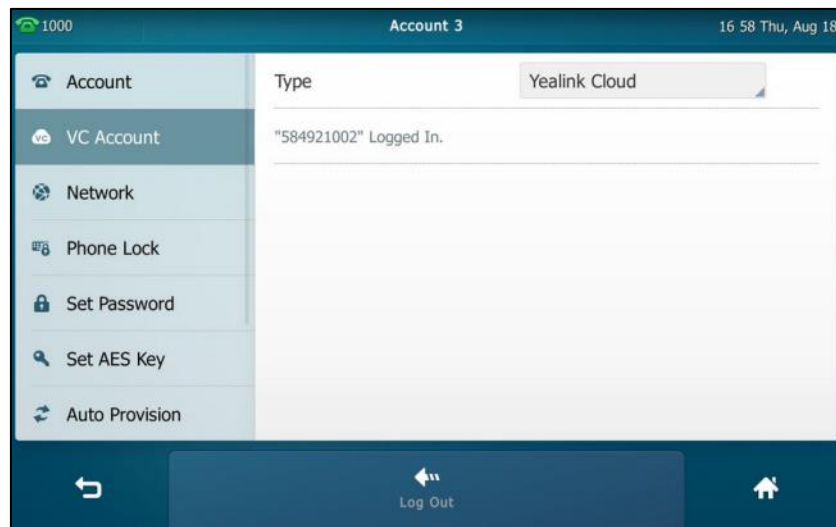 1000 Account 3 16 58 Thu, Aug 18
Account
Type Yealink Cloud
VC VC Account
"584921002" Logged In.
Network
Phone Lock
Set Password
Set AES Key
Auto Provision
Log Out